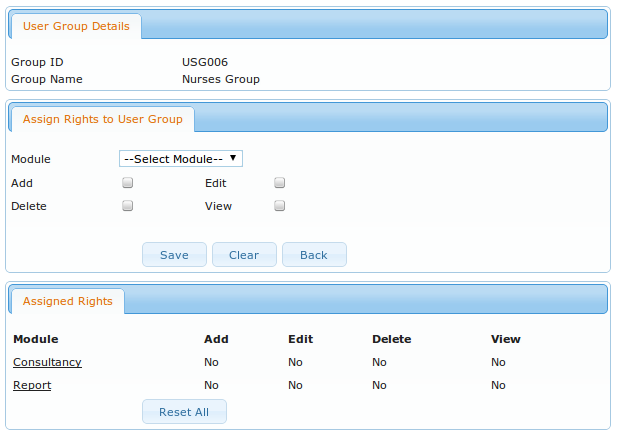 User Group Details
Group ID USG006
Group Name Nurses Group
Assign Rights to User Group
Module --Select Module--
Add Edit
Delete View
Save Clear Back
Assigned Rights
Module Add Edit Delete View
Consultancy No No No No
Report No No No No
Reset All